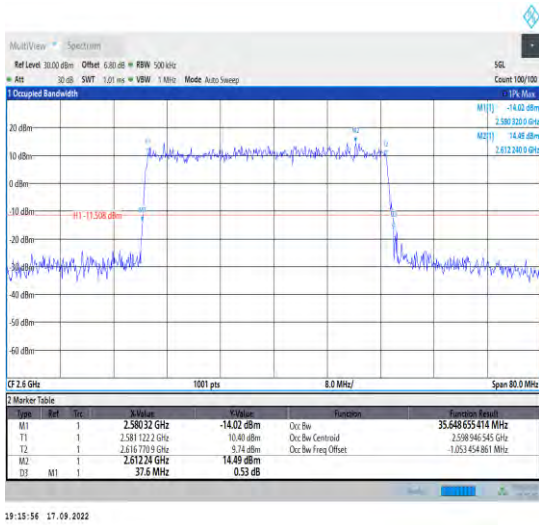 MultiView Spectrum
Ref Level 30.00 dBm Offset 6.80 dB RBW 500 kHz SGL
Att 30 dB SWT 1.01 ms VBW 1 MHz Mode Auto Sweep Count 100/100
1 Occupied Bandwidth 1Pk Max
M1[1] -14.02 dBm
2.580 320 0 GHz
M2[1] 14.49 dBm
2.612 240 0 GHz
20 dBm
M2
T1
T2
10 dBm
0 dBm
-10 dBm
H1 -11.508 dBm
-20 dBm
-30 dBm
-40 dBm
-50 dBm
-60 dBm
CF 2.6 GHz 1001 pts 8.0 MHz/ Span 80.0 MHz
2 Marker Table
Type Ref Trc X-Value Y-Value Function Function Result
M1 1 2.58032 GHz -14.02 dBm Occ Bw 35.648 655 414 MHz
T1 1 2.581 122 2 GHz 10.40 dBm Occ Bw Centroid 2.598 946 545 GHz
T2 1 2.616 770 9 GHz 9.74 dBm Occ Bw Freq Offset -1.053 454 861 MHz
M2 1 2.61224 GHz 14.49 dBm
D3 M1 1 37.6 MHz 0.53 dB
19:15:56 17.09.2022